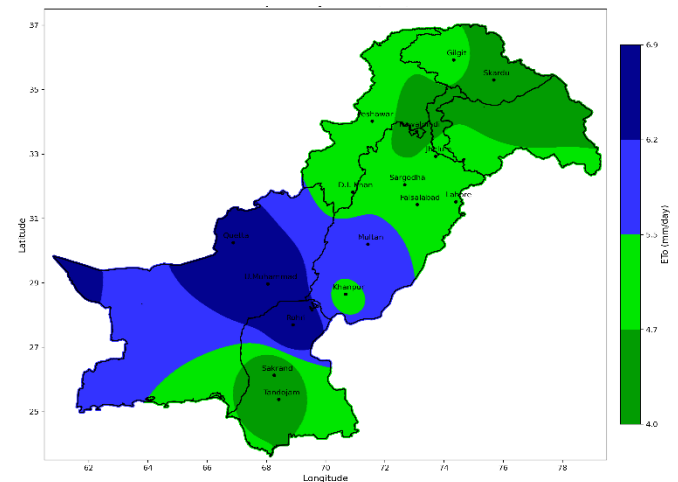 37
35
33
31
29
27
25
Latitude
62
64
66
68
70
72
74
76
78
Longitude
Gilgit
Skardu
Peshawar
Rawalpindi
D.I. Khan
Sargodha
Faisalabad
Lahore
Quetta
Multan
Khanpur
Sakrand
Tandojam
6.9
6.2
5.5
4.7
4.0
ETo (mm/day)